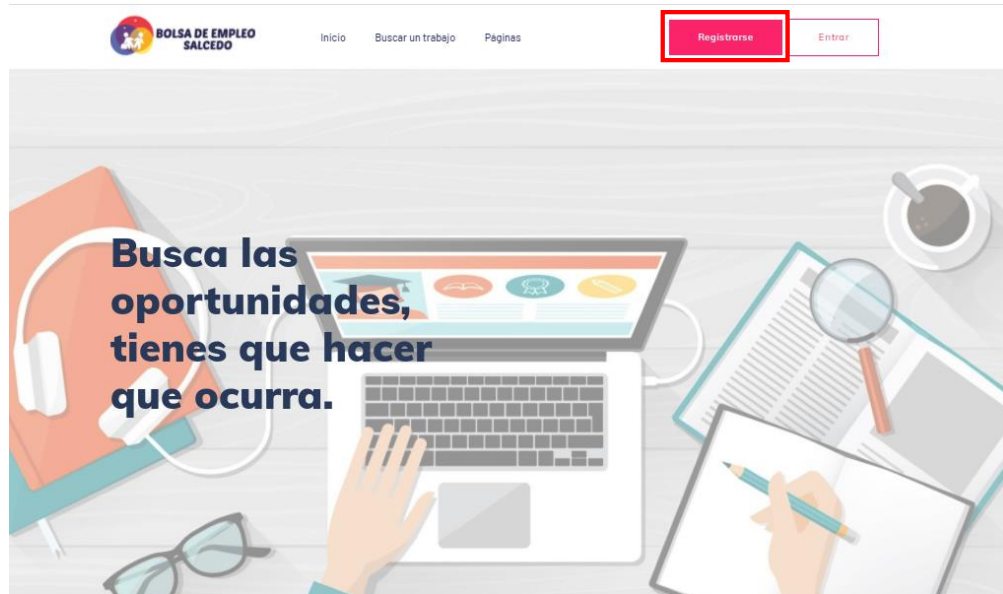 BOLSA DE EMPLEO
SALCEDO
Inicio
Buscar un trabajo
Páginas
Registrarse
Entrar
Busca las
oportunidades,
tienes que hacer
que ocurra.